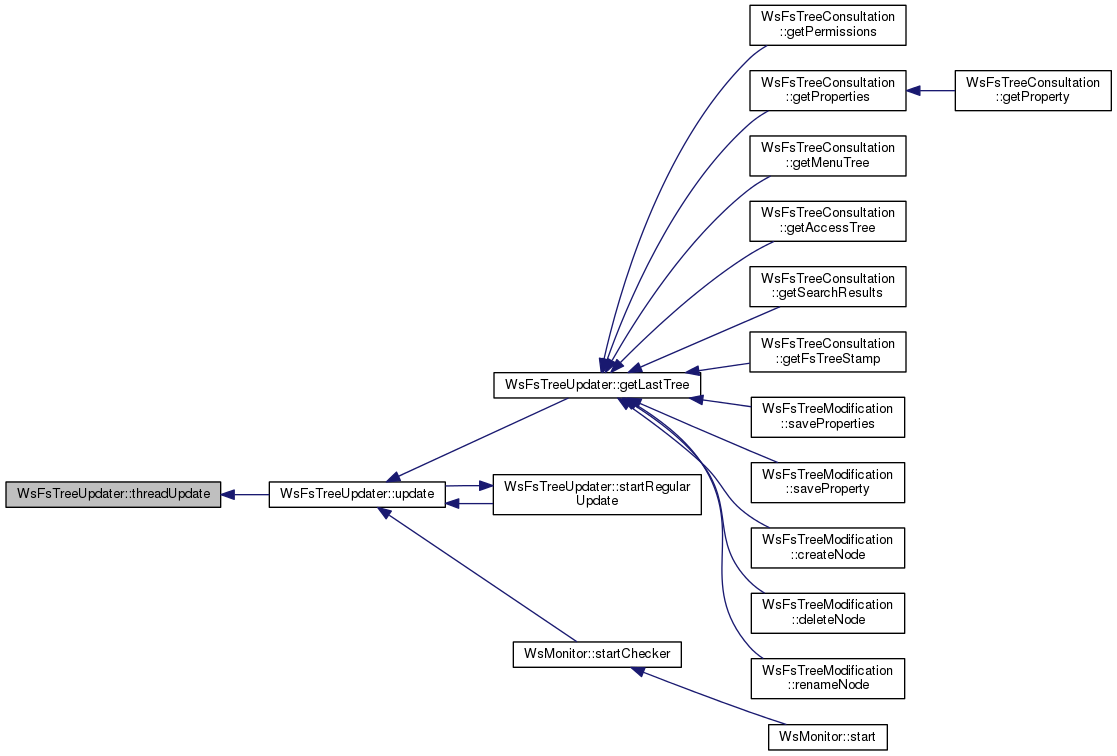 WsFsTreeConsultation
::getPermissions
WsFsTreeConsultation
::getProperties
WsFsTreeConsultation
::getProperty
WsFsTreeConsultation
::getMenuTree
WsFsTreeConsultation
::getAccessTree
WsFsTreeConsultation
::getSearchResults
WsFsTreeConsultation
::getFsTreeStamp
WsFsTreeUpdater::getLastTree
WsFsTreeModification
::saveProperties
WsFsTreeModification
::saveProperty
WsFsTreeUpdater::threadUpdate
WsFsTreeUpdater::update
WsFsTreeUpdater::startRegular
Update
WsFsTreeModification
::createNode
WsFsTreeModification
::deleteNode
WsMonitor::startChecker
WsFsTreeModification
::renameNode
WsMonitor::start